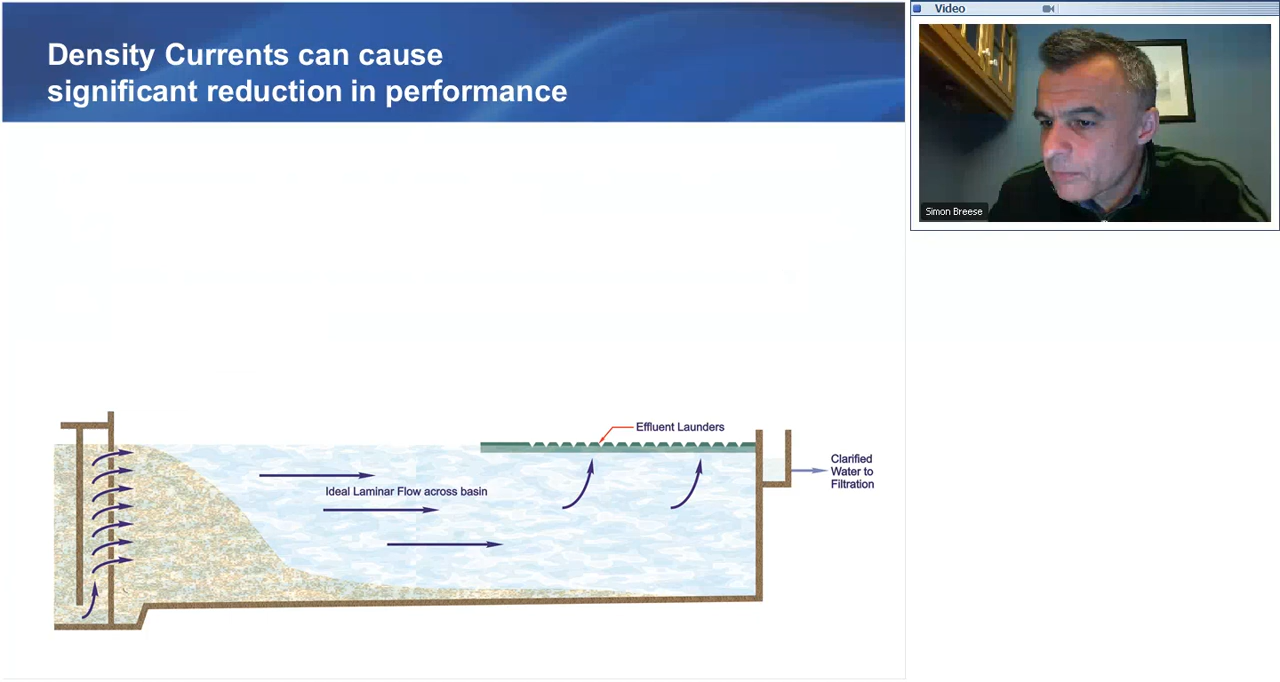 Density Currents can cause
significant reduction in performance
Video
Simon Breese
Effluent Launders
Ideal Laminar Flow across basin
Clarified
Water to
Filtration